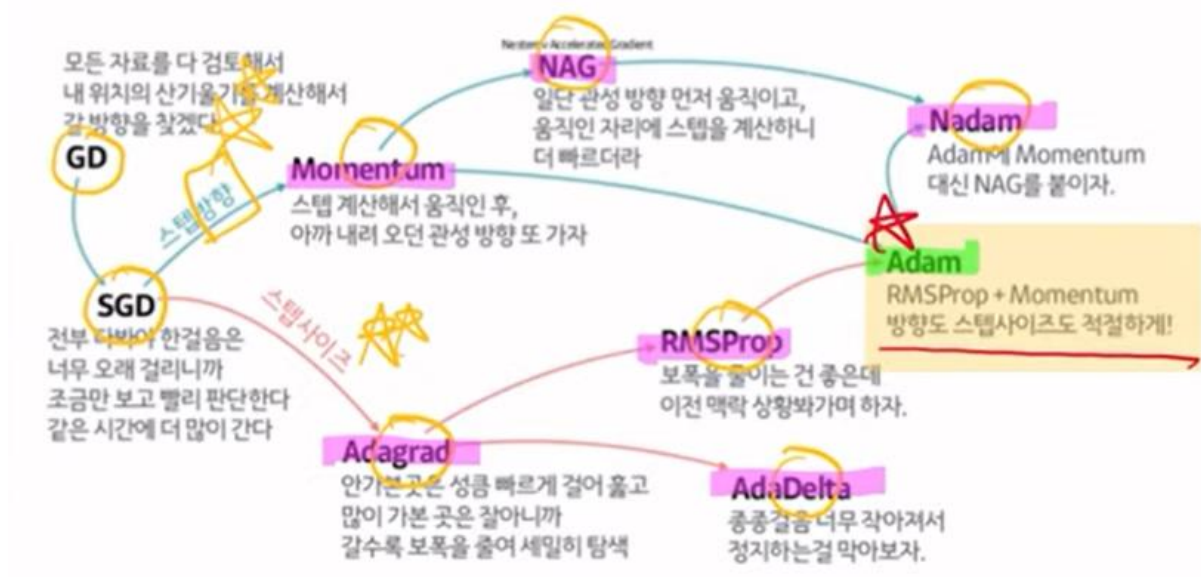 모든 자료를 다 검토해서
내 위치의 산기울기를 계산해서
갈 방향을 찾겠다
GD
스텝방향
SGD
전부 다봐야 한걸음은
너무 오래 걸리니까
조금만 보고 빨리 판단한다
같은 시간에 더 많이 간다
Momentum
스텝 계산해서 움직인 후,
아까 내려 오던 관성 방향 또 가자
Nesterov Accelerated Gradient
NAG
일단 관성 방향 먼저 움직이고,
움직인 자리에 스텝을 계산하니
더 빠르더라
Nadam
Adam에 Momentum
대신 NAG를 붙이자.
Adam
RMSProp + Momentum
방향도 스텝사이즈도 적절하게!
스텝사이즈
RMSProp
보폭을 줄이는 건 좋은데
이전 맥락 상황봐가며 하자.
Adagrad
안가본곳은 성큼 빠르게 걸어 훑고
많이 가본 곳은 잘아니까
갈수록 보폭을 줄여 세밀히 탐색
AdaDelta
종종걸음 너무 작아져서
정지하는걸 막아보자.